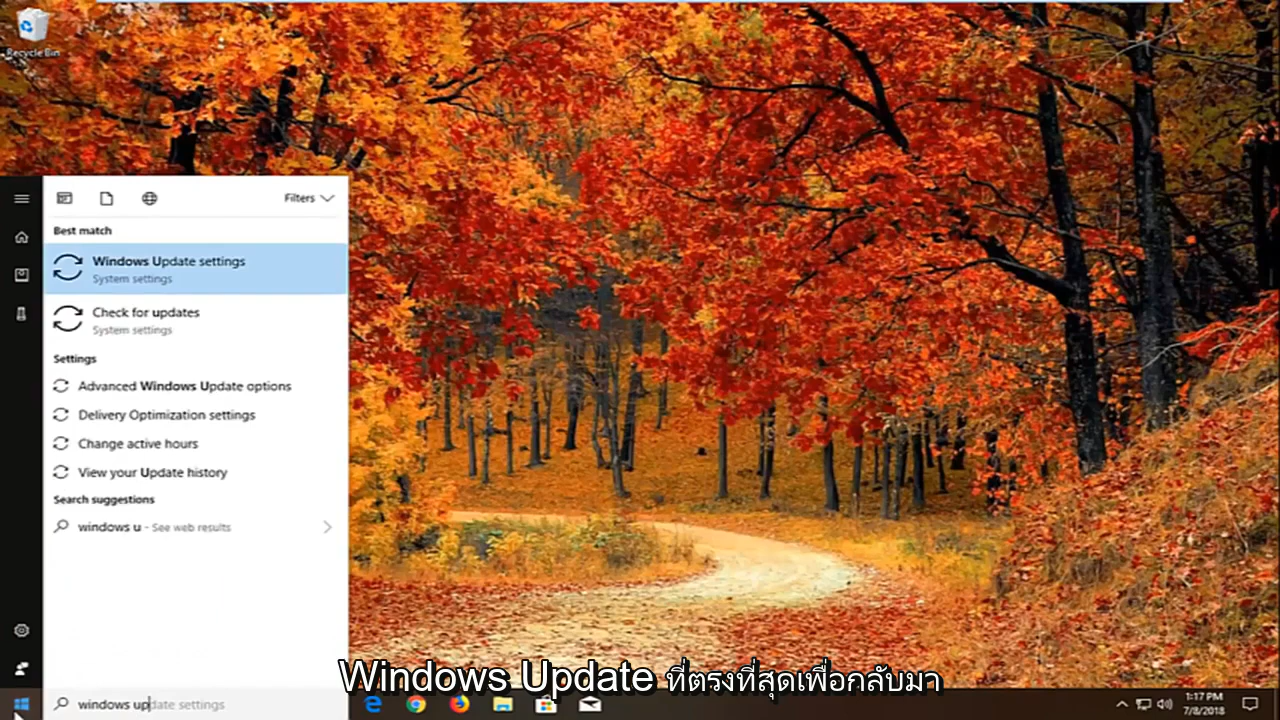 Recycle Bin
Filters
Best match
Windows Update settings
System settings
Check for updates
System settings
Settings
Advanced Windows Update options
Delivery Optimization settings
Change active hours
View your Update history
Search suggestions
windows u - See web results
Windows Update ที่ตรงที่สุดเพื่อกลับมา
windows update settings
1:17 PM
7/8/2018